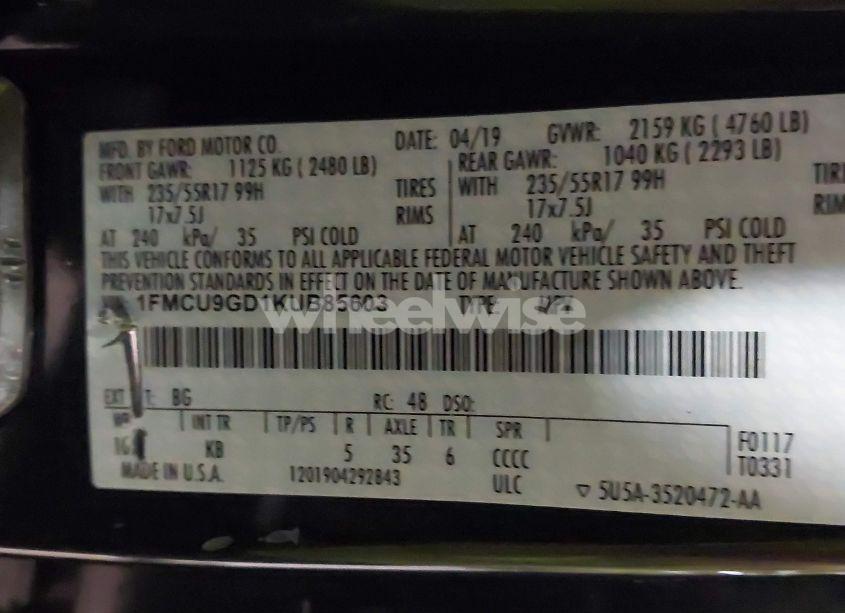 MFD. BY FORD MOTOR CO. DATE: 04/19 GVWR: 2159 KG ( 4760 LB)
FRONT GAWR: 1125 KG ( 2480 LB) REAR GAWR: 1040 KG ( 2293 LB)
WITH 235/55R17 99H TIRES WITH 235/55R17 99H TIRE
17x7.5J RIMS 17x7.5J RIM
AT 240 kPa/ 35 PSI COLD AT 240 kPa/ 35 PSI COLD
THIS VEHICLE CONFORMS TO ALL APPLICABLE FEDERAL MOTOR VEHICLE SAFETY AND THEFT
PREVENTION STANDARDS IN EFFECT ON THE DATE OF MANUFACTURE SHOWN ABOVE.
1FMCU9GD1KUB85603 TYPE:
wheelwise
EXT : BG RC: 48 DSO:
INT TR TP/PS R AXLE TR SPR
KB 5 35 6 CCCC F0117
MADE IN U.S.A. 1201904292843 ULC T0331
5U5A-3520472-AA